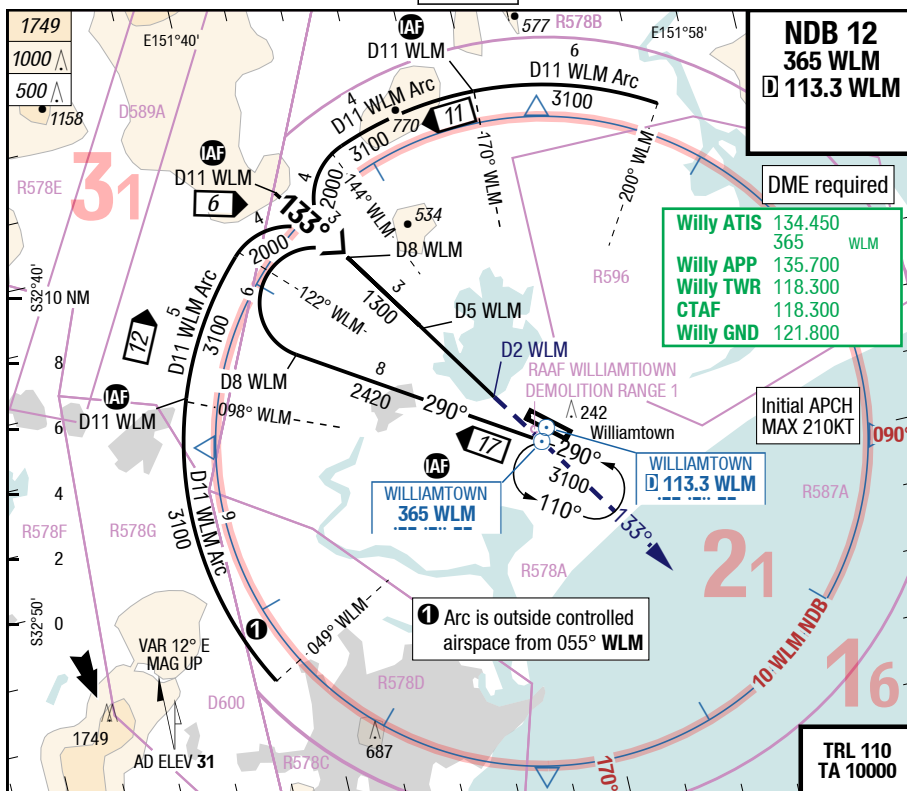 1749
1000
500
1158
E151°40'
577
R578B
E151°58'
NDB 12
365 WLM
D 113.3 WLM
IAF
D11 WLM
6
D11 WLM Arc
3100
4
D11 WLM Arc
3100
770
11
D589A
R578E
31
IAF
D11 WLM
6
4
2000
144° WLM
170° WLM
200° WLM
DME required
133°
3
534
D8 WLM
4
2000
Willy ATIS 134.450
365 WLM
Willy APP 135.700
Willy TWR 118.300
CTAF 118.300
Willy GND 121.800
R596
S32°40'
10 NM
5
D11 WLM Arc
3100
12
6
122° WLM
3
1300
D5 WLM
D2 WLM
RAAF WILLIAMTOWN
DEMOLITION RANGE 1
8
D8 WLM
8
2420
290°
IAF
D11 WLM
098° WLM
242
Williamtown
Initial APCH
MAX 210KT
090°
6
17
IAF
290°
3100
110°
WILLIAMTOWN
365 WLM
WILLIAMTOWN
D 113.3 WLM
133°
R587A
4
D11 WLM Arc
3100
9
R578F
R578G
2
R578A
21
S32°50'
0
049° WLM
1
1 Arc is outside controlled
airspace from 055° WLM
10 WLM NDB
16
VAR 12° E
MAG UP
D600
R578D
1749
687
AD ELEV 31
R578C
170°
TRL 110
TA 10000